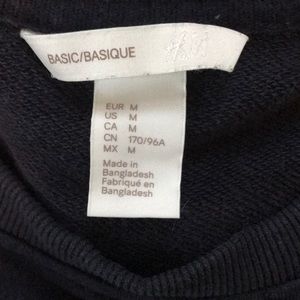 BASIC/BASIQUE
H&M
EUR M
US M
CA M
CN 170/96A
MX M
Made in
Bangladesh
Fabriqué en
Bangladesh